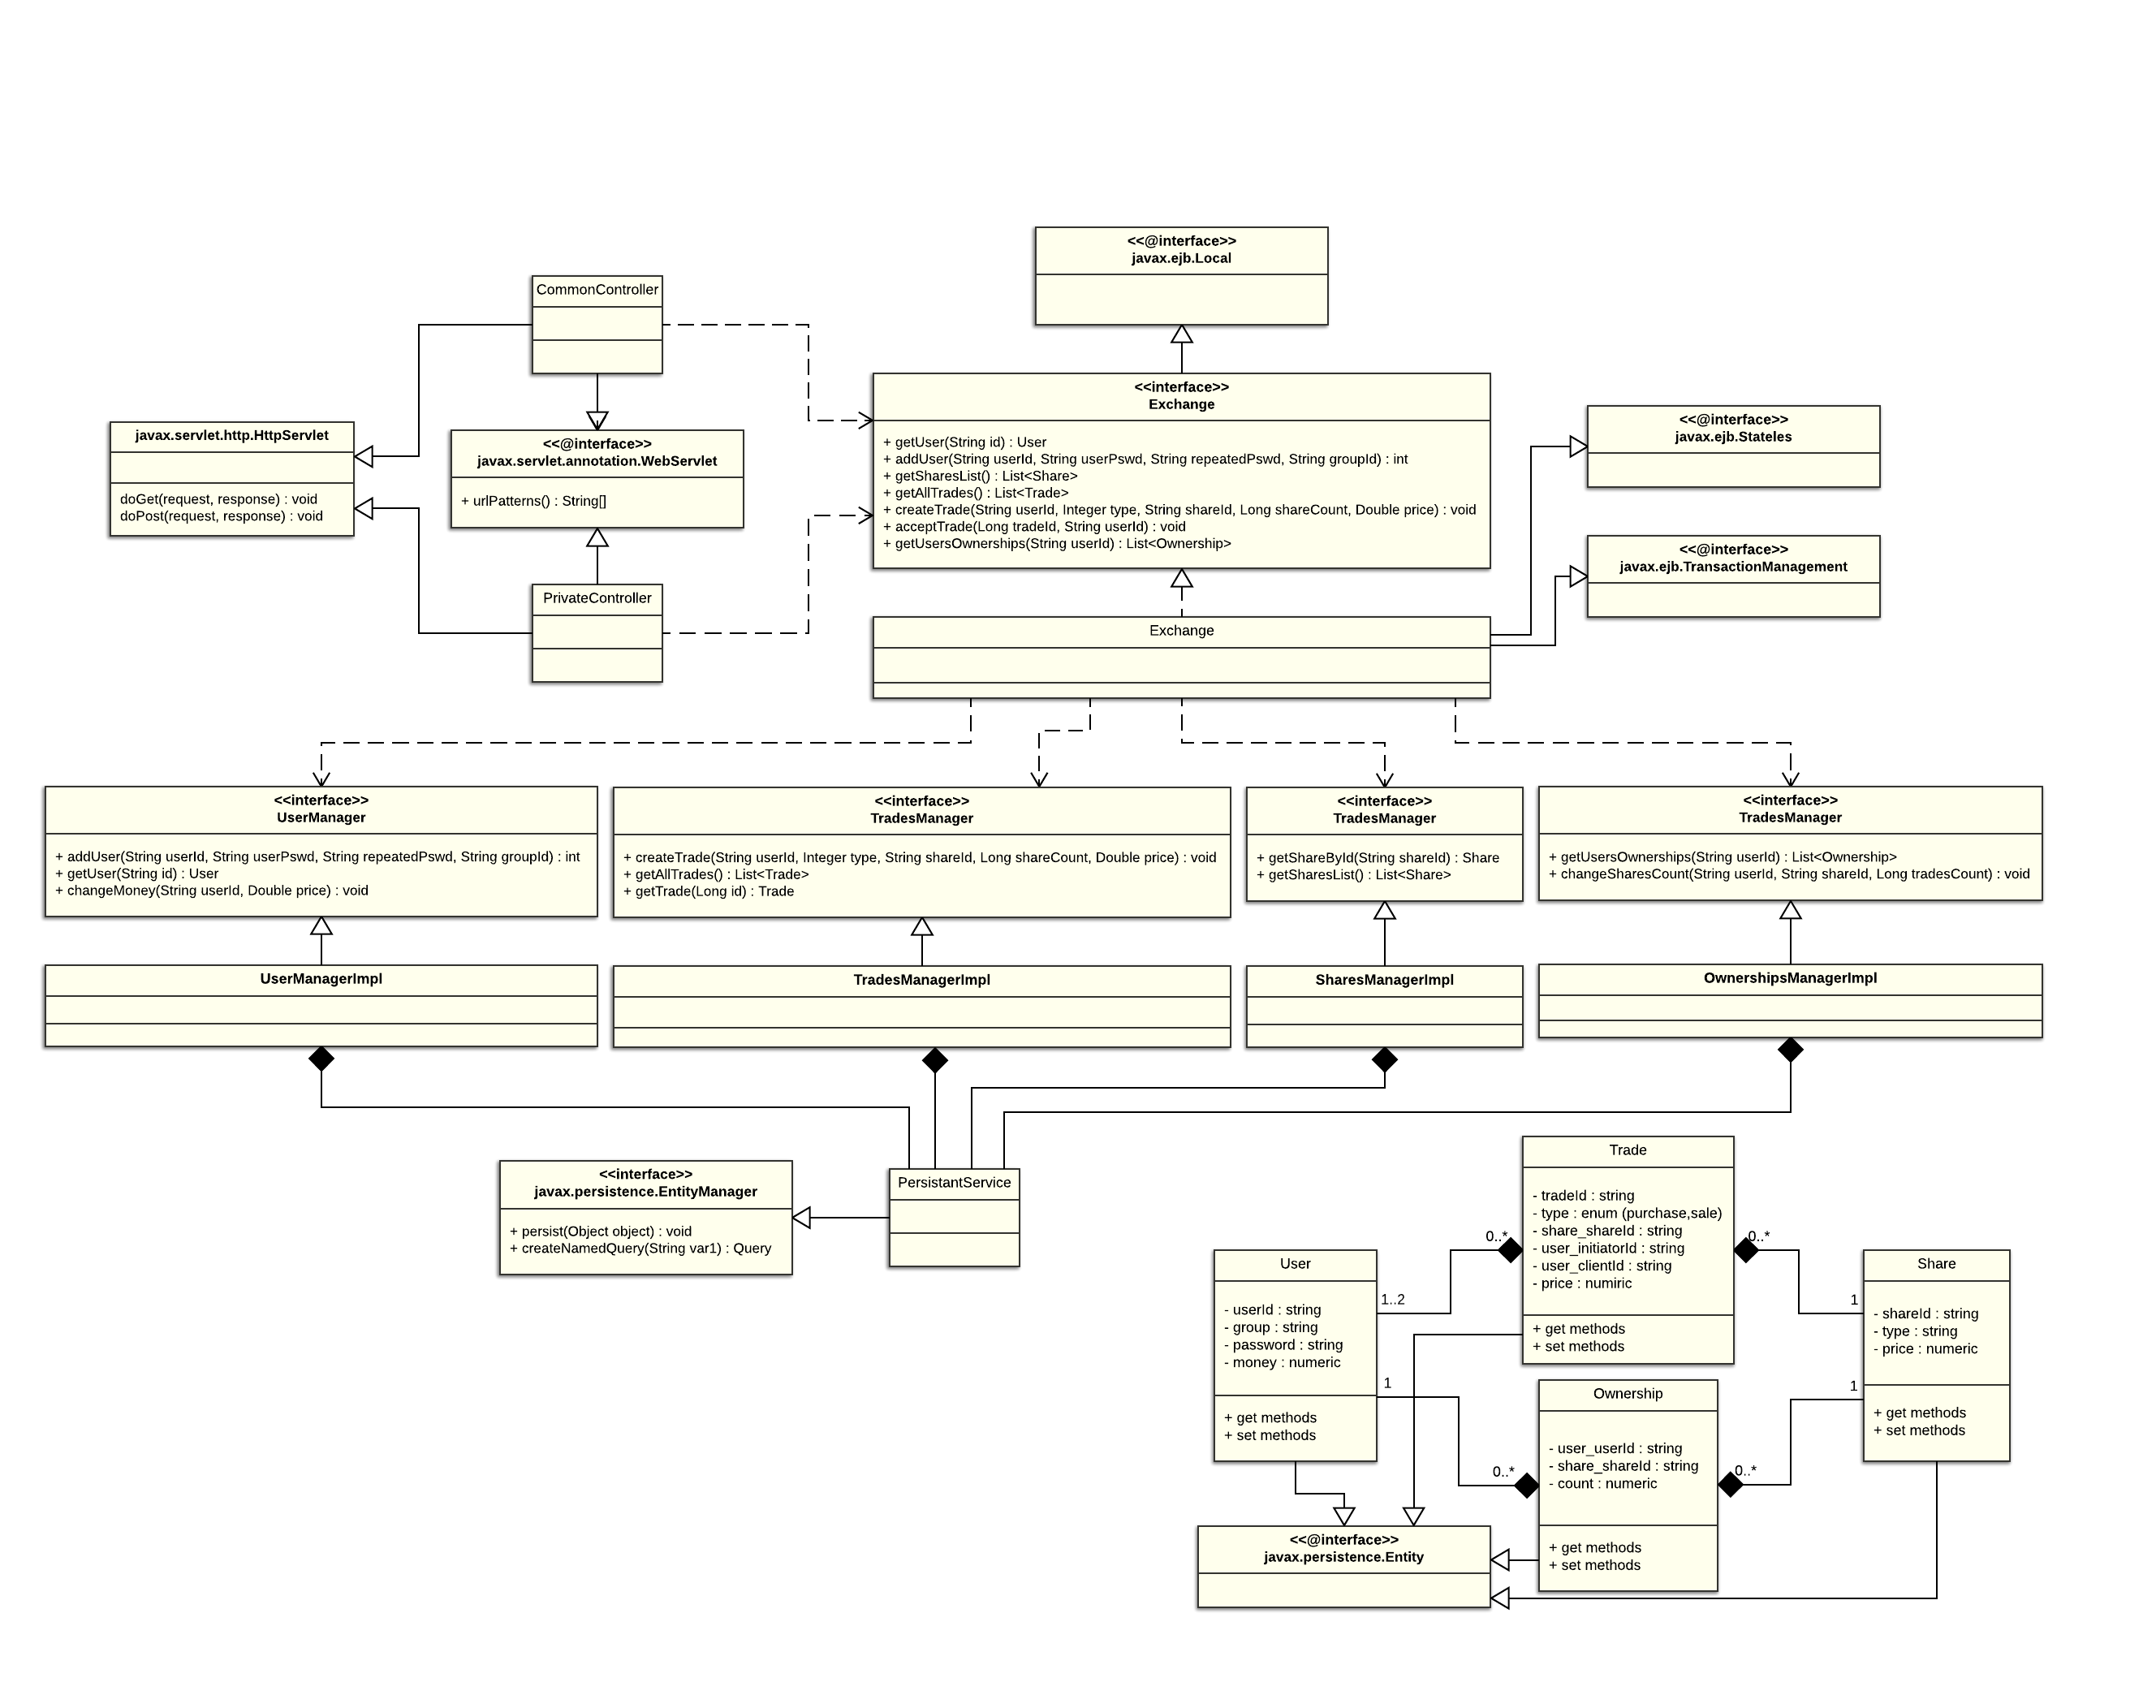 <<@interface>>
javax.ejb.Local
CommonController
<<interface>>
Exchange
+ getUser(String id) : User
+ addUser(String userId, String userPswd, String repeatedPswd, String groupId) : int
+ getSharesList() : List<Share>
+ getAllTrades() : List<Trade>
+ createTrade(String userId, Integer type, String shareId, Long shareCount, Double price) : void
+ acceptTrade(Long tradeId, String userId) : void
+ getUsersOwnerships(String userId) : List<Ownership>
<<@interface>>
javax.ejb.Stateles
javax.servlet.http.HttpServlet
doGet(request, response) : void
doPost(request, response) : void
<<@interface>>
javax.servlet.annotation.WebServlet
+ urlPatterns() : String[]
<<@interface>>
javax.ejb.TransactionManagement
PrivateController
Exchange
<<interface>>
UserManager
+ addUser(String userId, String userPswd, String repeatedPswd, String groupId) : int
+ getUser(String id) : User
+ changeMoney(String userId, Double price) : void
<<interface>>
TradesManager
+ createTrade(String userId, Integer type, String shareId, Long shareCount, Double price) : void
+ getAllTrades() : List<Trade>
+ getTrade(Long id) : Trade
<<interface>>
TradesManager
+ getShareById(String shareId) : Share
+ getSharesList() : List<Share>
<<interface>>
TradesManager
+ getUsersOwnerships(String userId) : List<Ownership>
+ changeSharesCount(String userId, String shareId, Long tradesCount) : void
UserManagerImpl
TradesManagerImpl
SharesManagerImpl
OwnershipsManagerImpl
<<interface>>
javax.persistence.EntityManager
+ persist(Object object) : void
+ createNamedQuery(String var1) : Query
PersistantService
Trade
- tradeId : string
- type : enum (purchase,sale)
- share_shareId : string
- user_initiatorId : string
- user_clientId : string
- price : numiric
+ get methods
+ set methods
0..*
0..*
User
- userId : string
- group : string
- password : string
- money : numeric
+ get methods
+ set methods
1..2
1
Share
- shareId : string
- type : string
- price : numeric
+ get methods
+ set methods
1
1
Ownership
- user_userId : string
- share_shareId : string
- count : numeric
+ get methods
+ set methods
0..*
0..*
<<@interface>>
javax.persistence.Entity